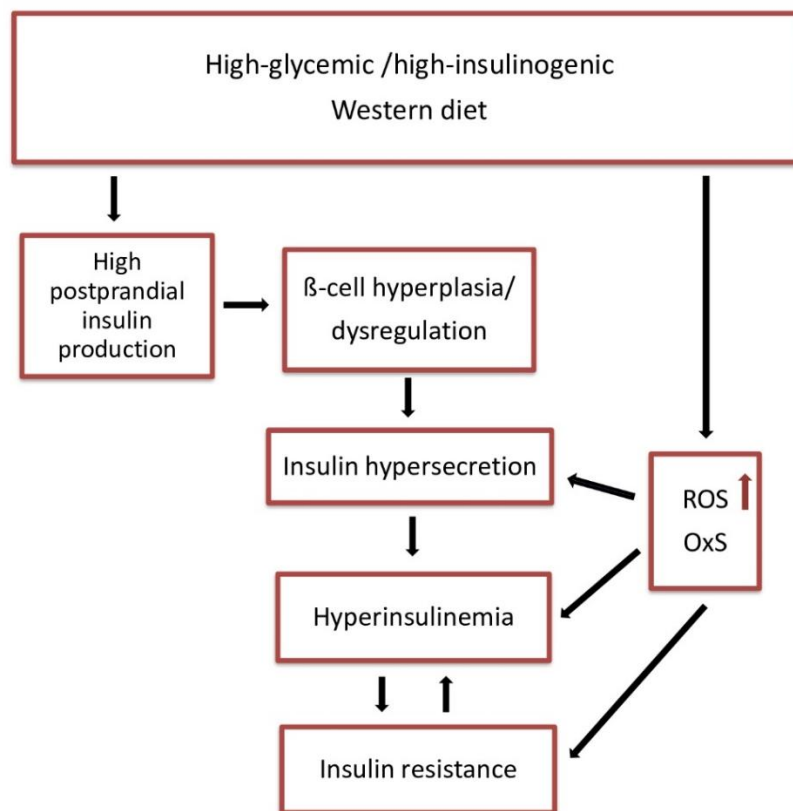 High-glycemic /high-insulinogenic
Western diet
High
postprandial
insulin
production
ß-cell hyperplasia/
dysregulation
Insulin hypersecretion
ROS
OxS
Hyperinsulinemia
Insulin resistance